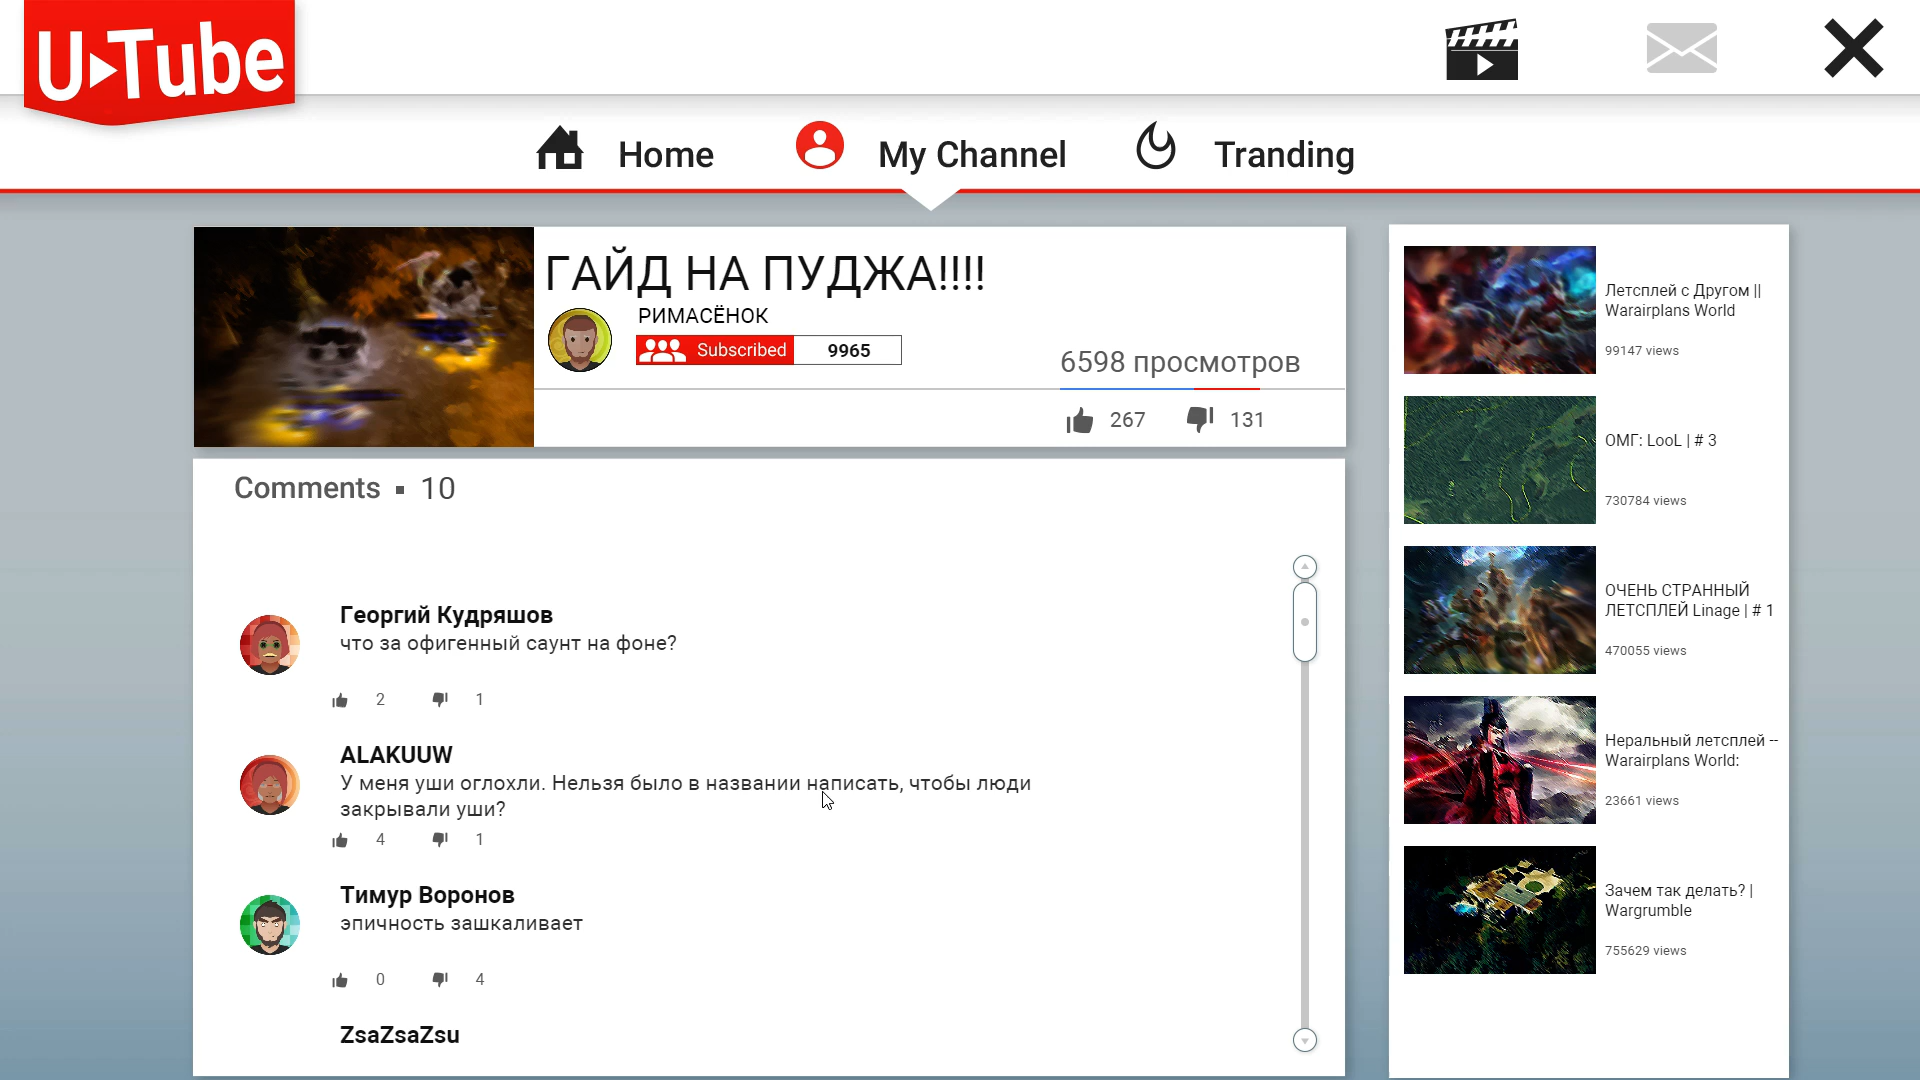 U Tube
Home
My Channel
Tranding
ГАЙД НА ПУДЖА!!!!
РИМАСЁНОК
Subscribed
9965
6598 просмотров
267
131
Comments ▪ 10
Георгий Кудряшов
что за офигенный саунт на фоне?
2
1
ALAKUUW
У меня уши оглохли. Нельзя было в названии написать, чтобы люди
закрывали уши?
4
1
Тимур Воронов
эпичность зашкаливает
0
4
ZsaZsaZsu
Летсплей с Другом ||
Warairplans World
99147 views
ОМГ: LooL | # 3
730784 views
ОЧЕНЬ СТРАННЫЙ
ЛЕТСПЛЕЙ Linage | # 1
470055 views
Неральный летсплей --
Warairplans World:
23661 views
Зачем так делать? |
Wargrumble
755629 views